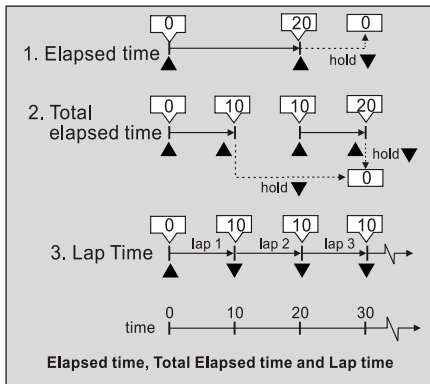 0 20 0
1. Elapsed time
hold
0 10 10 20
2. Total
elapsed time
hold
0
hold
0 10 10 10
lap 1 lap 2 lap 3
3. Lap Time
0 10 20 30
time
Elapsed time, Total Elapsed time and Lap time